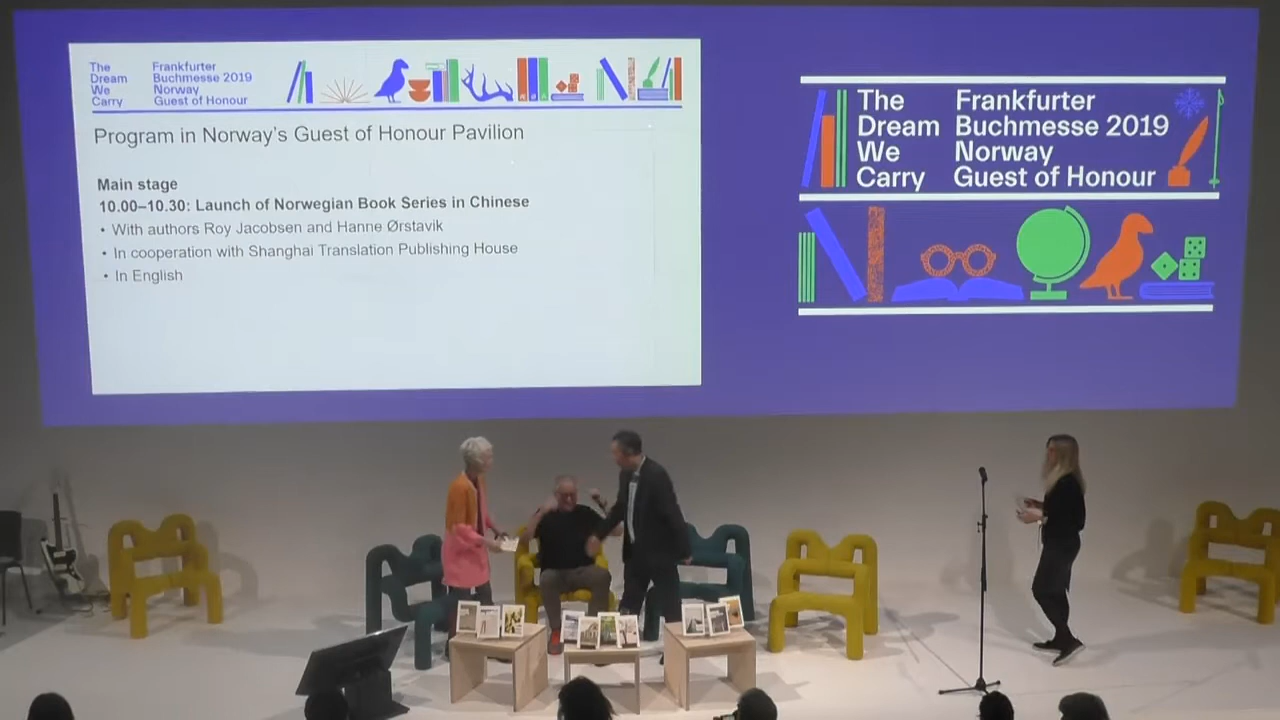 The
Dream
We
Carry
Frankfurter
Buchmesse 2019
Norway
Guest of Honour
Program in Norway's Guest of Honour Pavilion
Main stage
10.00–10.30: Launch of Norwegian Book Series in Chinese
• With authors Roy Jacobsen and Hanne Ørstavik
• In cooperation with Shanghai Translation Publishing House
• In English
The
Dream
We
Carry
Frankfurter
Buchmesse 2019
Norway
Guest of Honour